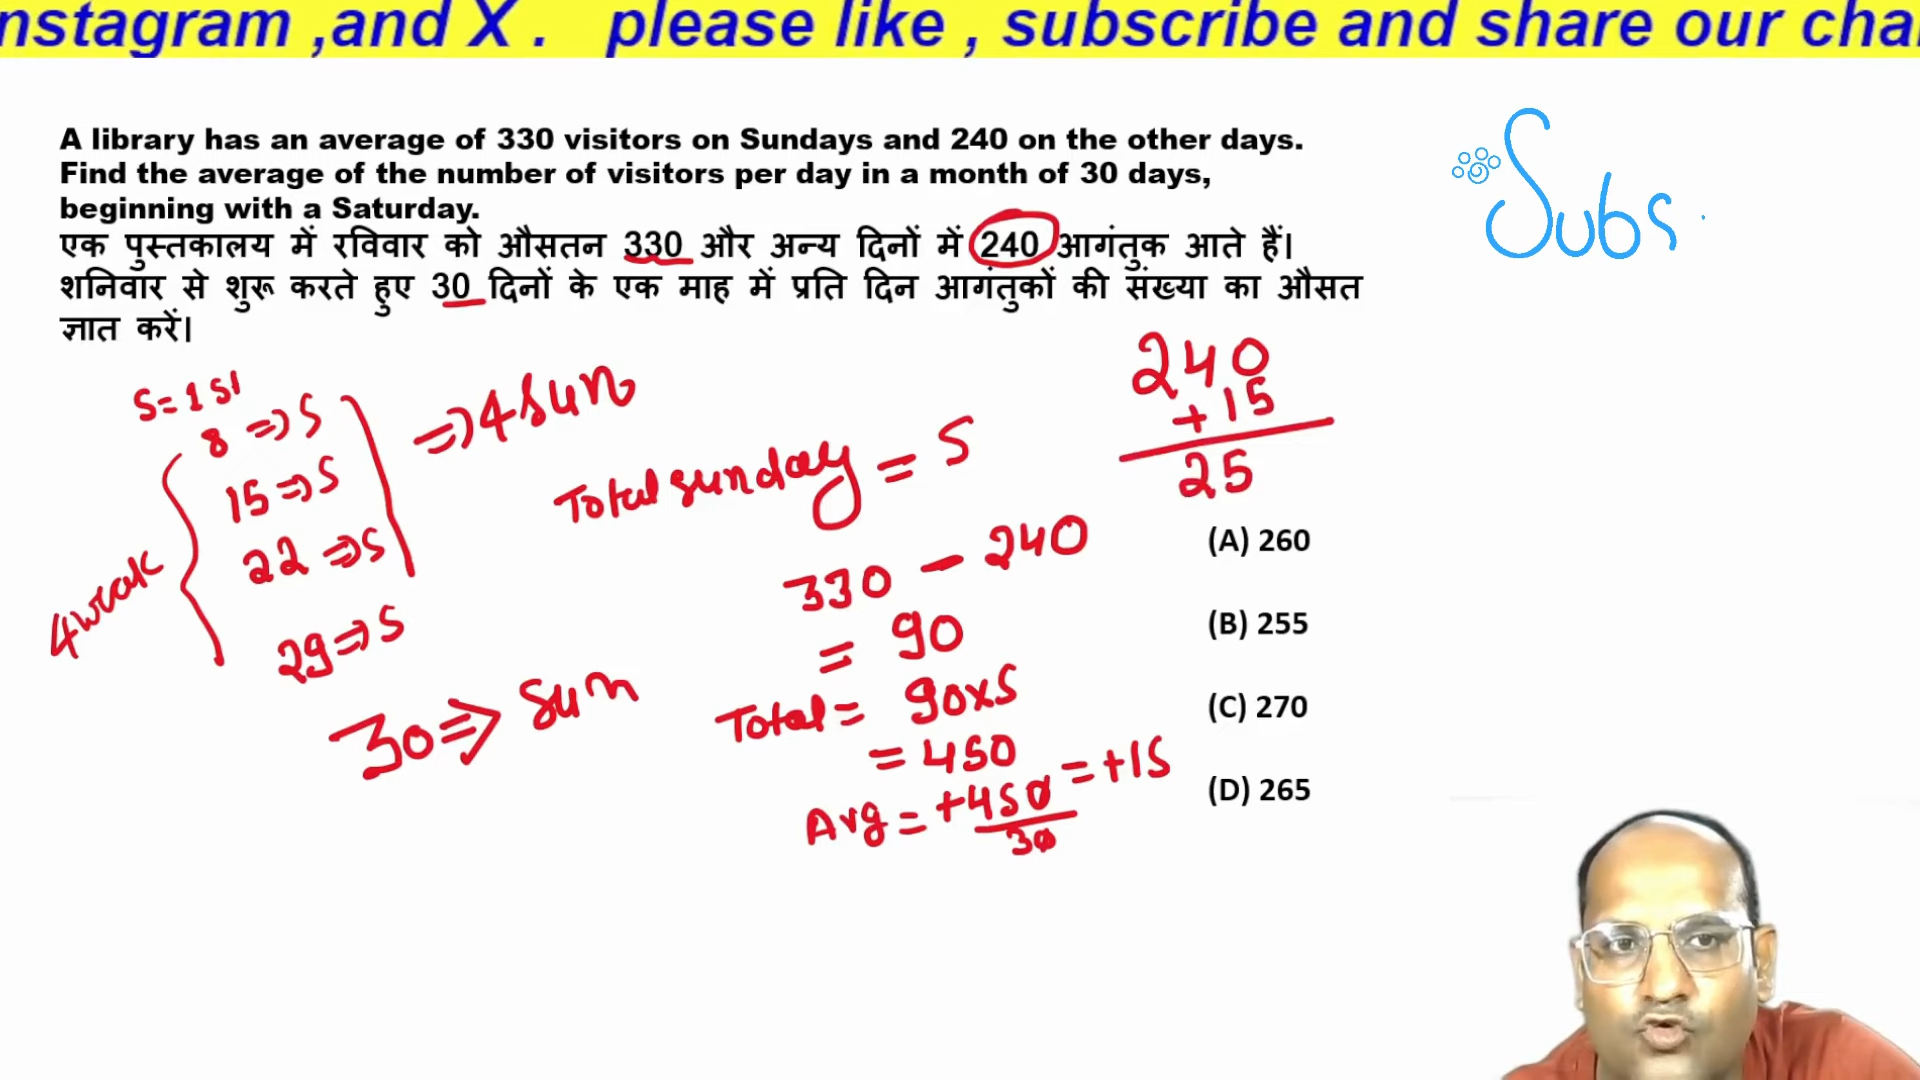 nstagram ,and X .   please like , subscribe and share our cha
A library has an average of 330 visitors on Sundays and 240 on the other days.
Find the average of the number of visitors per day in a month of 30 days,
beginning with a Saturday.
एक पुस्तकालय में रविवार को औसतन 330 और अन्य दिनों में 240 आगंतुक आते हैं।
शनिवार से शुरू करते हुए 30 दिनों के एक माह में प्रति दिन आगंतुकों की संख्या का औसत
ज्ञात करें।
Subs
S=1st
8 => S
15 => S
22 => S
29 => S
4 weak
=> 4 Sun
30 => Sun
Total sunday = 5
330 - 240
= 90
Total = 90x5
= 450
Avg = +450/30 = +15
240
+15
25
(A) 260
(B) 255
(C) 270
(D) 265